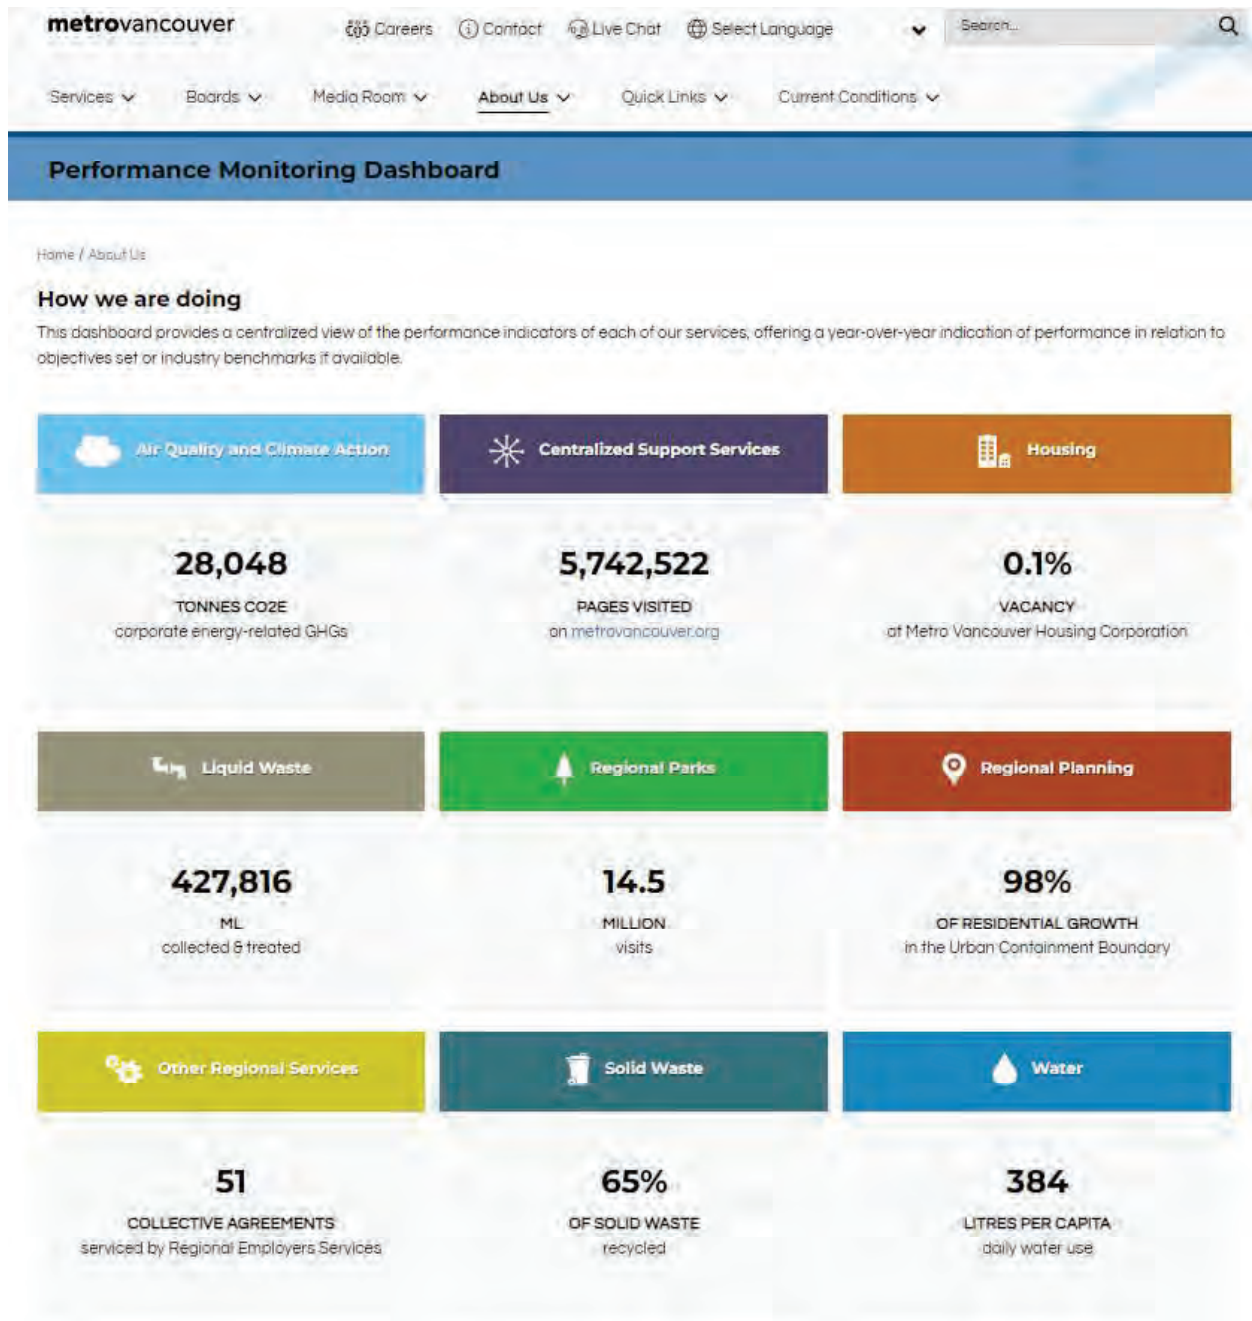 metrovancouver
Careers Contact Live Chat Select Language Search...
Services Boards Media Room About Us Quick Links Current Conditions
Performance Monitoring Dashboard
Home / About Us
How we are doing
This dashboard provides a centralized view of the performance indicators of each of our services, offering a year-over-year indication of performance in relation to
objectives set or industry benchmarks if available.
Air Quality and Climate Action
28,048
TONNES CO2E
corporate energy-related GHGs
Centralized Support Services
5,742,522
PAGES VISITED
on metrovancouver.org
Housing
0.1%
VACANCY
at Metro Vancouver Housing Corporation
Liquid Waste
427,816
ML
collected & treated
Regional Parks
14.5
MILLION
visits
Regional Planning
98%
OF RESIDENTIAL GROWTH
in the Urban Containment Boundary
Other Regional Services
51
COLLECTIVE AGREEMENTS
serviced by Regional Employers Services
Solid Waste
65%
OF SOLID WASTE
recycled
Water
384
LITRES PER CAPITA
daily water use